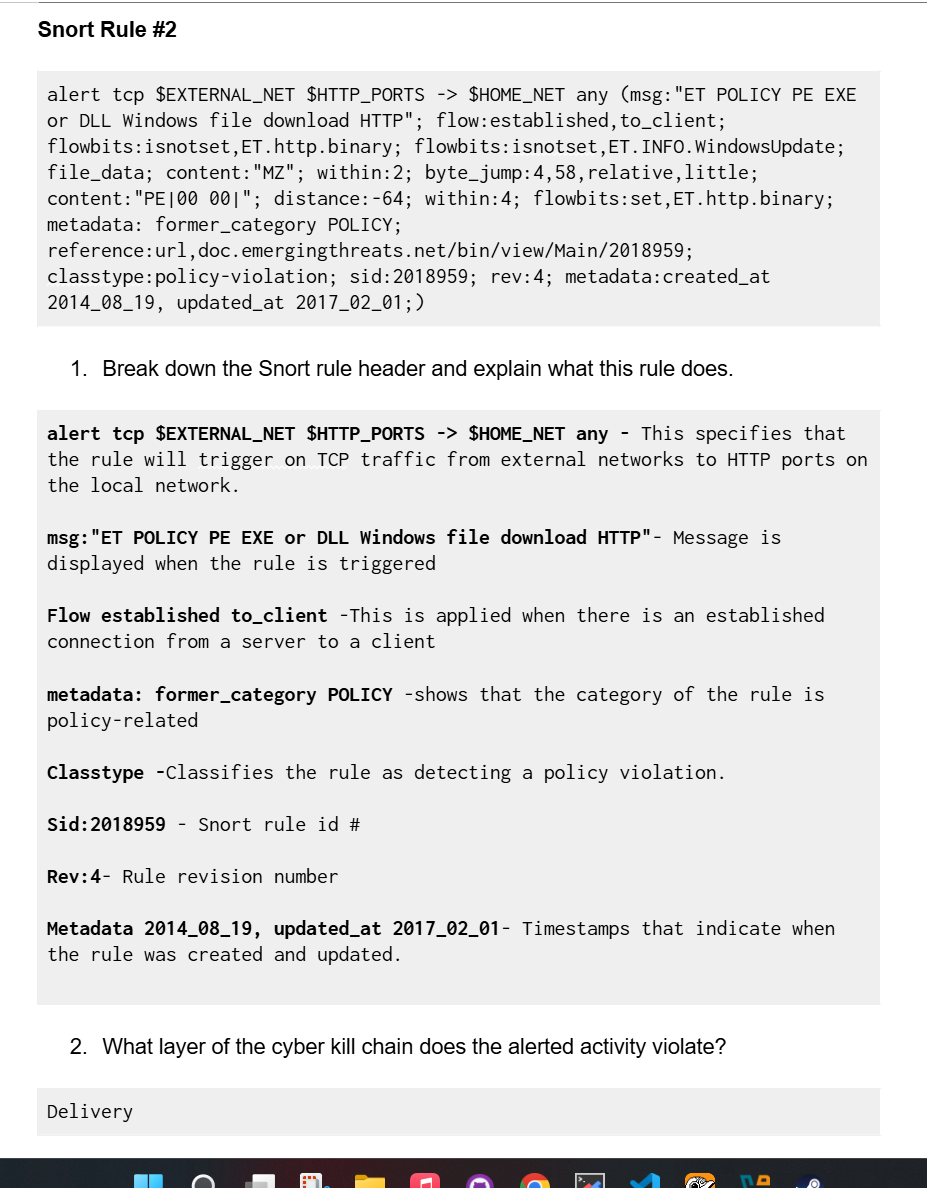 Snort Rule #2
alert tcp $EXTERNAL_NET $HTTP_PORTS -> $HOME_NET any (msg:"ET POLICY PE EXE
or DLL Windows file download HTTP"; flow:established,to_client;
flowbits:isnotset,ET.http.binary; flowbits:isnotset,ET.INFO.WindowsUpdate;
file_data; content:"MZ"; within:2; byte_jump:4,58,relative,little;
content:"PE|00 00|"; distance:-64; within:4; flowbits:set,ET.http.binary;
metadata: former_category POLICY;
reference:url,doc.emergingthreats.net/bin/view/Main/2018959;
classtype:policy-violation; sid:2018959; rev:4; metadata:created_at
2014_08_19, updated_at 2017_02_01;)
1. Break down the Snort rule header and explain what this rule does.
alert tcp $EXTERNAL_NET $HTTP_PORTS -> $HOME_NET any - This specifies that
the rule will trigger on TCP traffic from external networks to HTTP ports on
the local network.
msg:"ET POLICY PE EXE or DLL Windows file download HTTP"- Message is
displayed when the rule is triggered
Flow established to_client -This is applied when there is an established
connection from a server to a client
metadata: former_category POLICY -shows that the category of the rule is
policy-related
Classtype -Classifies the rule as detecting a policy violation.
Sid:2018959 - Snort rule id #
Rev:4- Rule revision number
Metadata 2014_08_19, updated_at 2017_02_01- Timestamps that indicate when
the rule was created and updated.
2. What layer of the cyber kill chain does the alerted activity violate?
Delivery